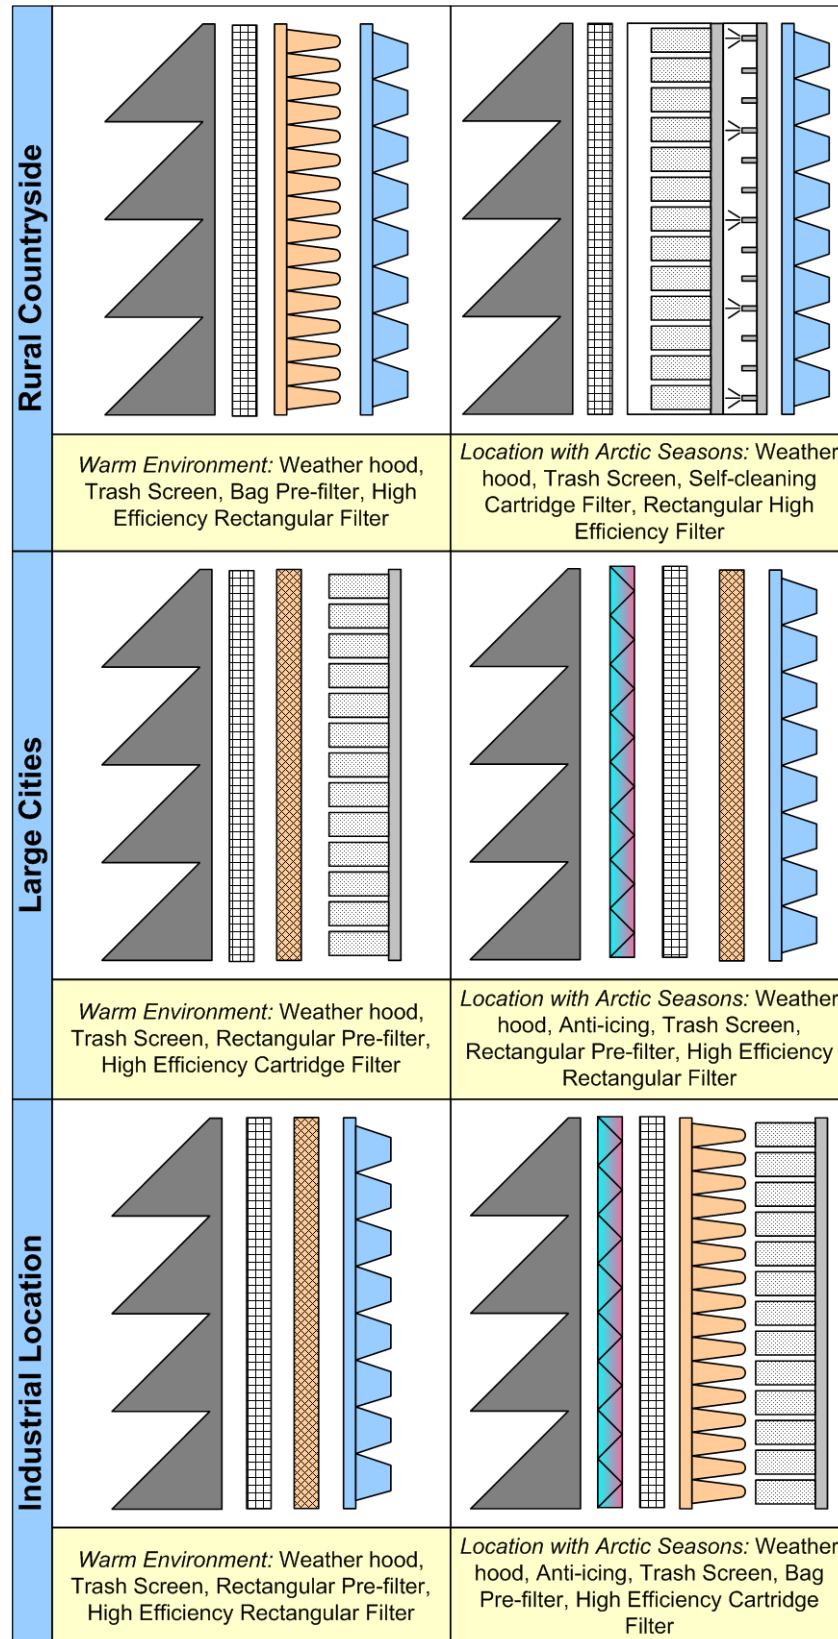 Rural Countryside
Warm Environment: Weather hood,
Trash Screen, Bag Pre-filter, High
Efficiency Rectangular Filter
Location with Arctic Seasons: Weather
hood, Trash Screen, Self-cleaning
Cartridge Filter, Rectangular High
Efficiency Filter
Large Cities
Warm Environment: Weather hood,
Trash Screen, Rectangular Pre-filter,
High Efficiency Cartridge Filter
Location with Arctic Seasons: Weather
hood, Anti-icing, Trash Screen,
Rectangular Pre-filter, High Efficiency
Rectangular Filter
Industrial Location
Warm Environment: Weather hood,
Trash Screen, Rectangular Pre-filter,
High Efficiency Rectangular Filter
Location with Arctic Seasons: Weather
hood, Anti-icing, Trash Screen, Bag
Pre-filter, High Efficiency Cartridge
Filter